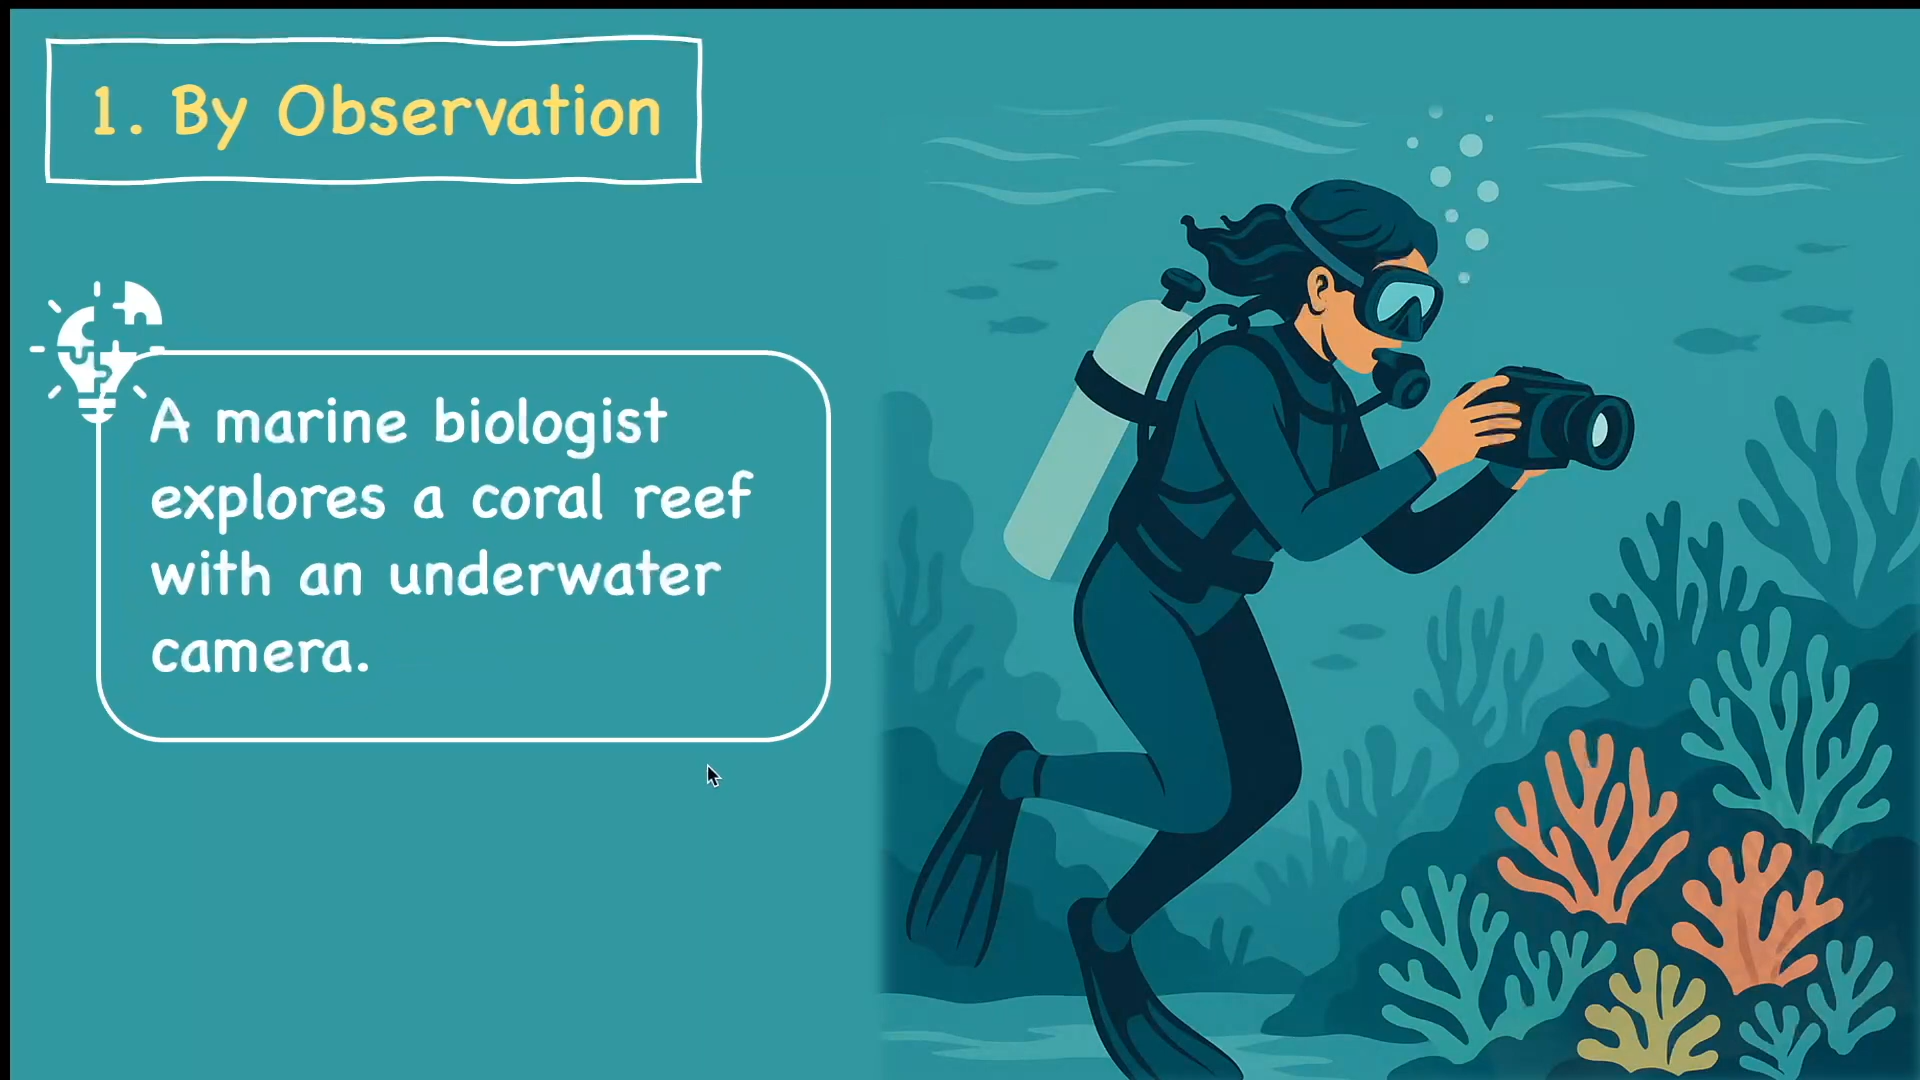 1. By Observation
A marine biologist
explores a coral reef
with an underwater
camera.